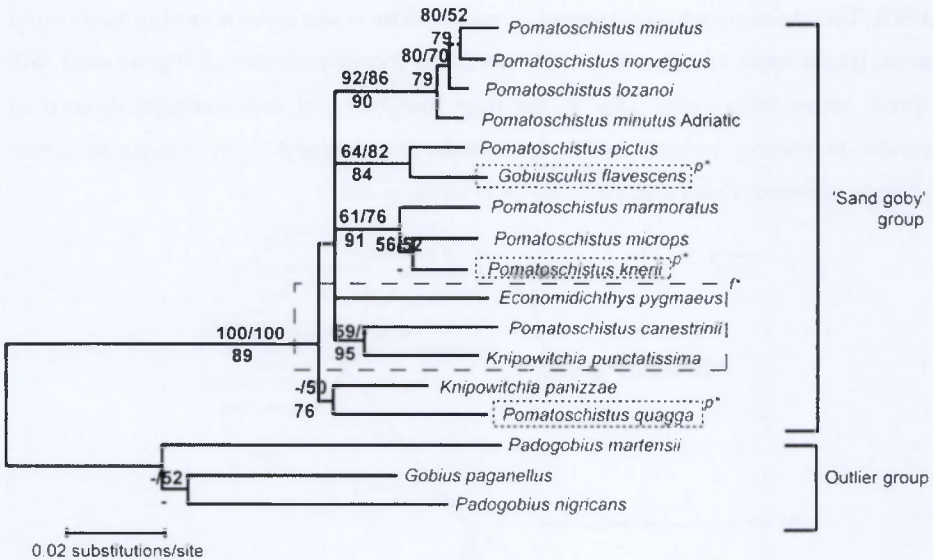 80/52
79
Pomatoschistus minutus
80/70
79
Pomatoschistus norvegicus
92/86
90
Pomatoschistus lozanoi
Pomatoschistus minutus Adriatic
64/82
84
Pomatoschistus pictus
Gobiusculus flavescens p*
'Sand goby'
group
61/76
91
Pomatoschistus marmoratus
56/52
-
Pomatoschistus microps
Pomatoschistus knerii p*
f*
Economidichthys pygmaeus
59/
95
Pomatoschistus canestrinii
Knipowitchia punctatissima
100/100
89
-/50
76
Knipowitchia panizzae
Pomatoschistus quagga p*
Padogobius martensii
-/52
-
Gobius paganellus
Padogobius nigricans
Outlier group
0.02 substitutions/site